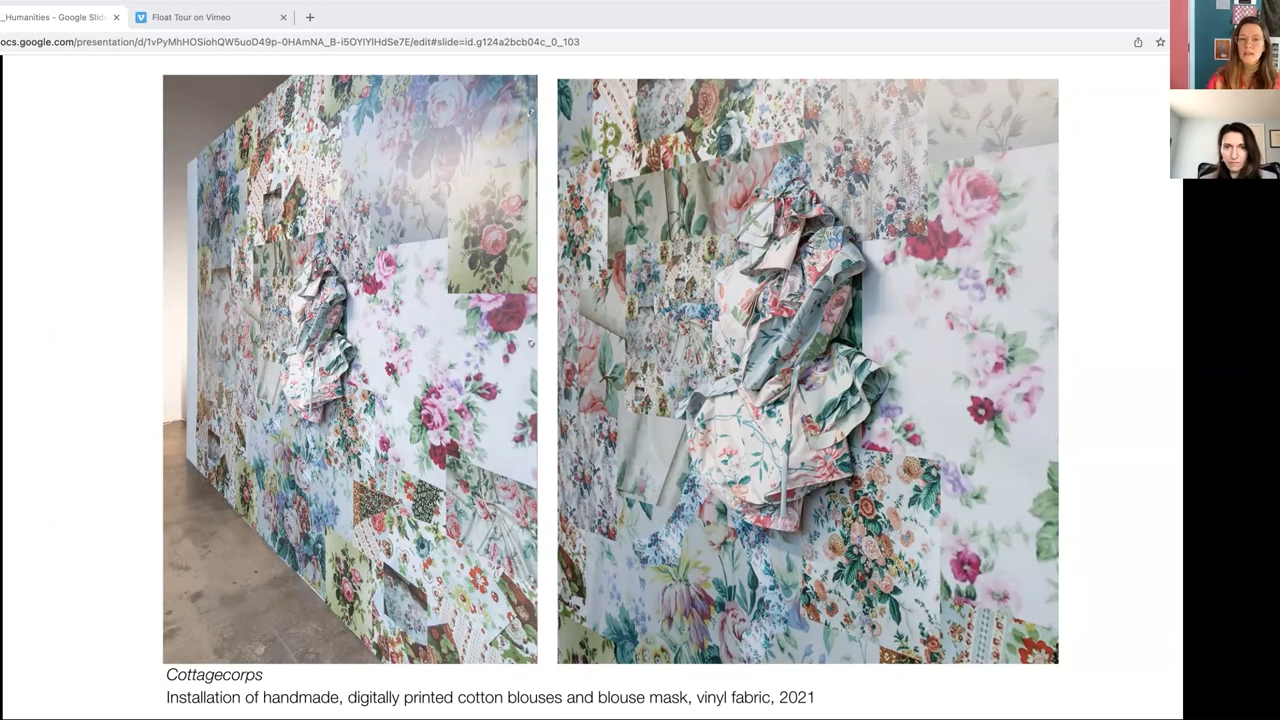 _Humanities - Google Slide
Float Tour on Vimeo
ocs.google.com/presentation/d/1vPyMhHOSiohQW5uoD49p-0HAmNA_B-i5OYlYlHdSe7E/edit#slide=id.g124a2bcb04c_0_103
Cottagecorps
Installation of handmade, digitally printed cotton blouses and blouse mask, vinyl fabric, 2021